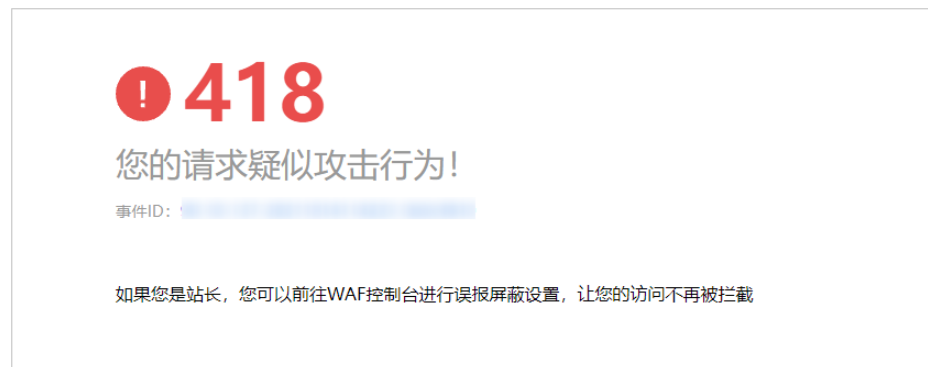 ! 418
您的请求疑似攻击行为！
事件ID：
如果您是站长，您可以前往WAF控制台进行误报屏蔽设置，让您的访问不再被拦截